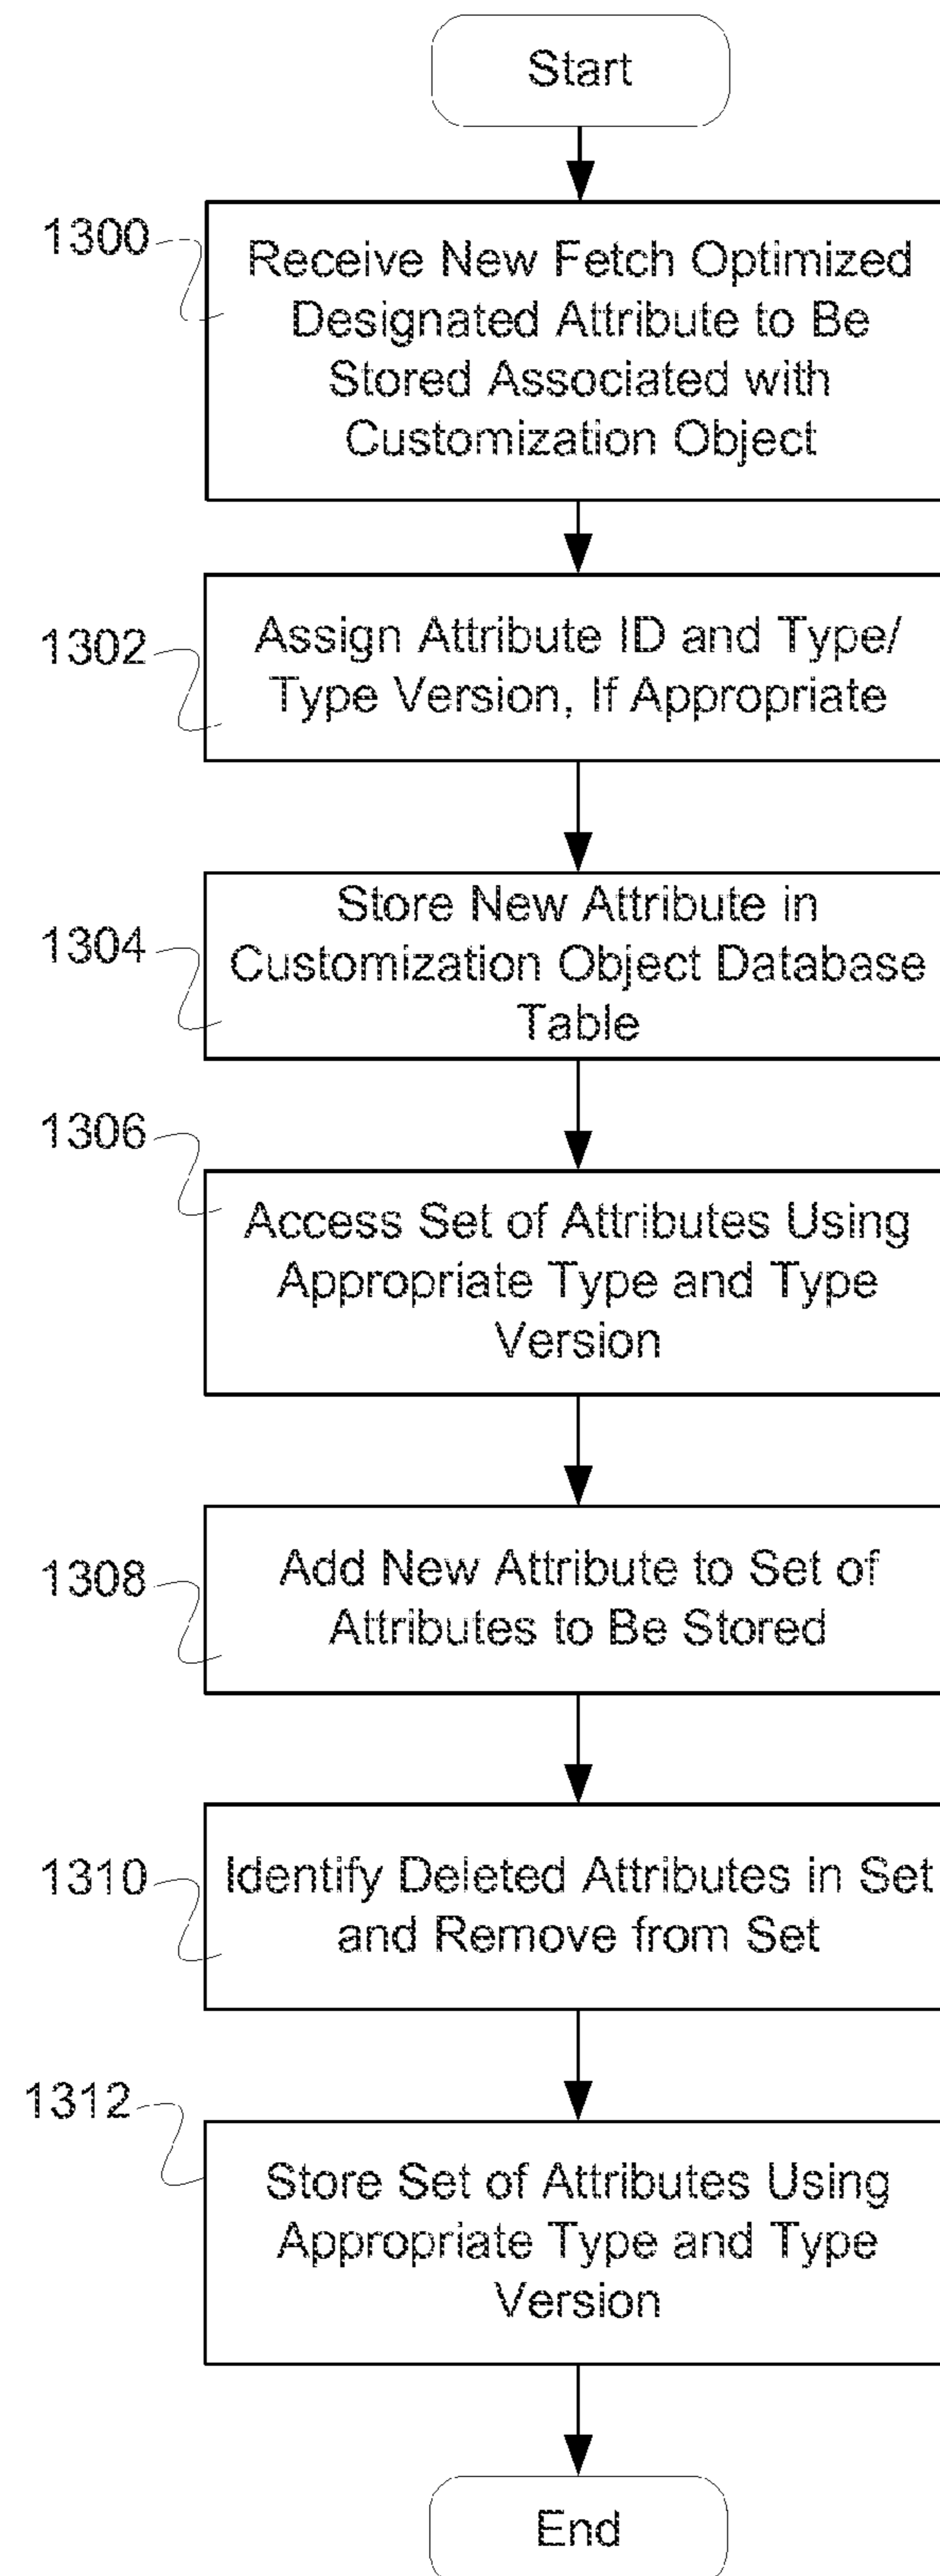 Start
1300
Receive New Fetch Optimized
Designated Attribute to Be
Stored Associated with
Customization Object
1302
Assign Attribute ID and Type/
Type Version, If Appropriate
1304
Store New Attribute in
Customization Object Database
Table
1306
Access Set of Attributes Using
Appropriate Type and Type
Version
1308
Add New Attribute to Set of
Attributes to Be Stored
1310
Identify Deleted Attributes in Set
and Remove from Set
1312
Store Set of Attributes Using
Appropriate Type and Type
Version
End